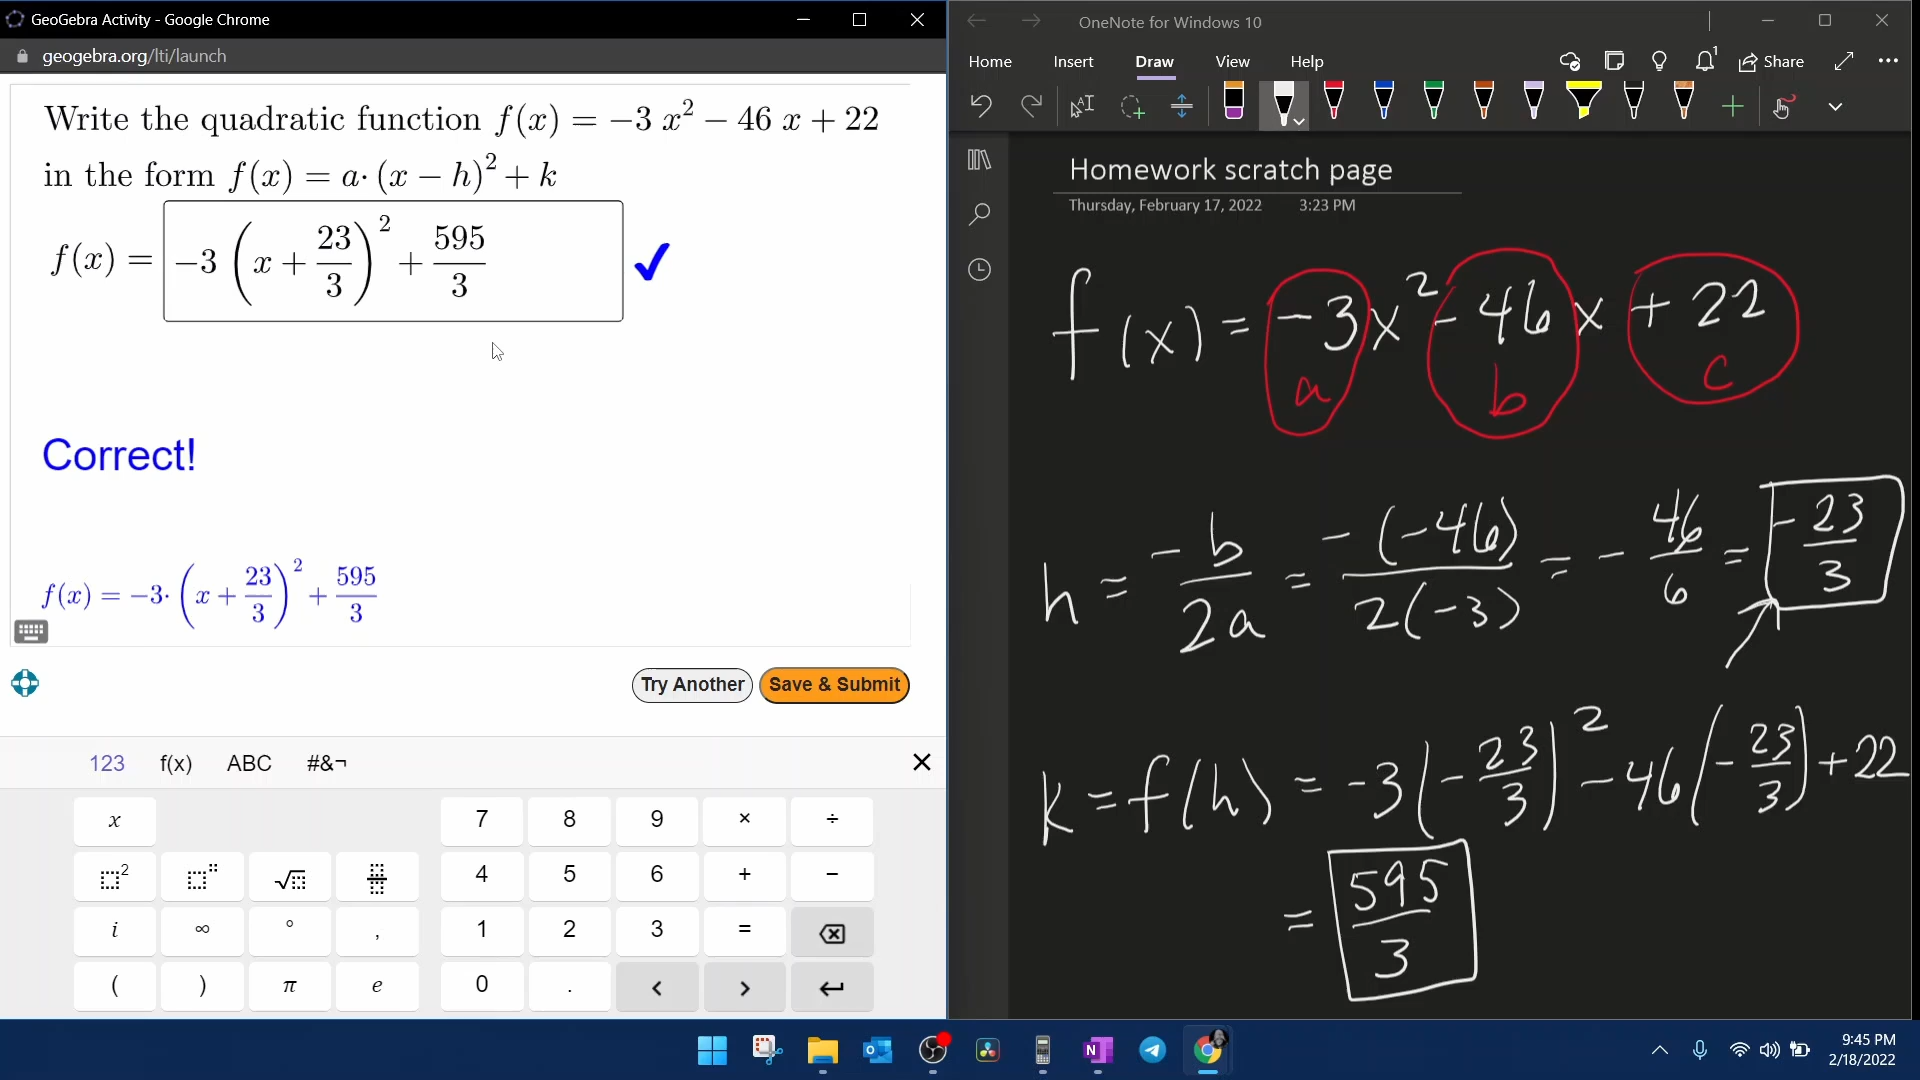 GeoGebra Activity - Google Chrome
geogebra.org/lti/launch
Write the quadratic function f(x) = −3 x² − 46 x + 22
in the form f(x) = a· (x − h)² + k
f(x) = −3 (x + 23/3)² + 595/3
Correct!
f(x) = −3· (x + 23/3)² + 595/3
Try Another
Save & Submit
123 f(x) ABC #&¬
x 7 8 9 × ÷
√ 4 5 6 + −
i ∞ ° , 1 2 3 =
( ) π e 0 . < >
OneNote for Windows 10
Home Insert Draw View Help
1
Share
Homework scratch page
Thursday, February 17, 2022 3:23 PM
f(x) = −3x² − 46x + 22
a b c
h = −b/2a = −(−46)/2(−3) = −46/6 = −23/3
k = f(h) = −3(−23/3)² − 46(−23/3) + 22
= 595/3
9:45 PM
2/18/2022